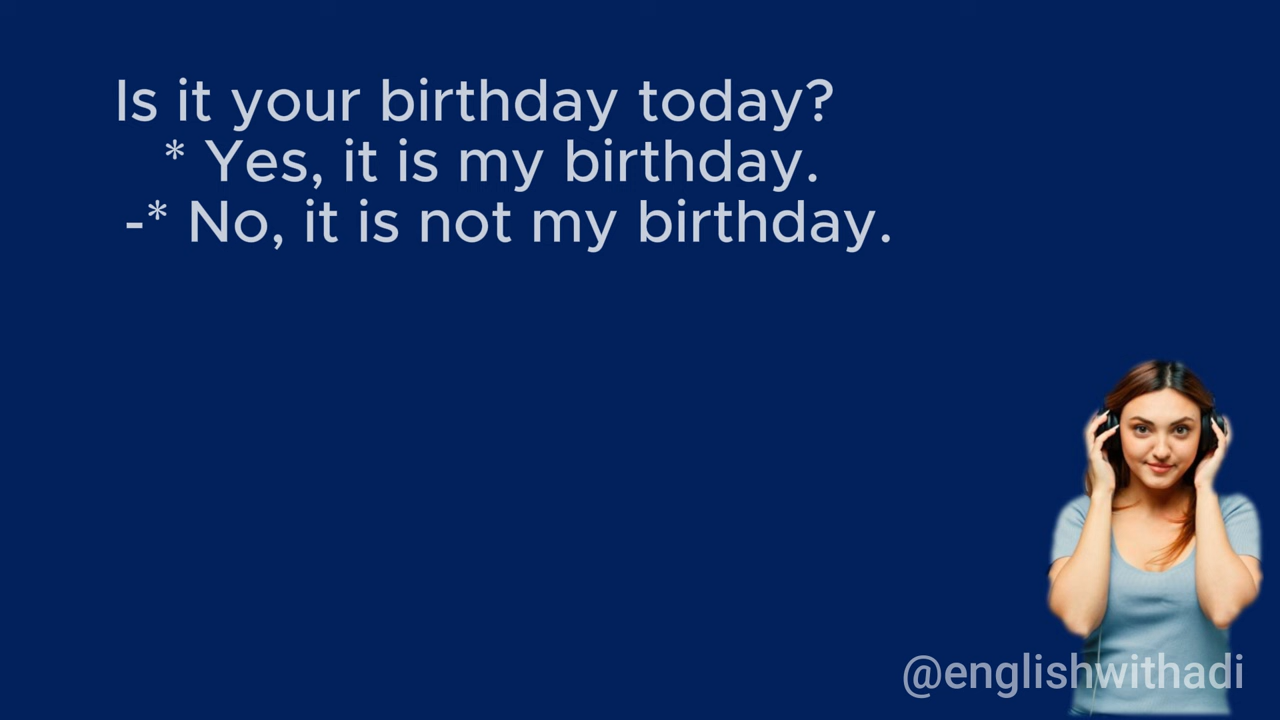 Is it your birthday today?
* Yes, it is my birthday.
-* No, it is not my birthday.
@englishwithadi